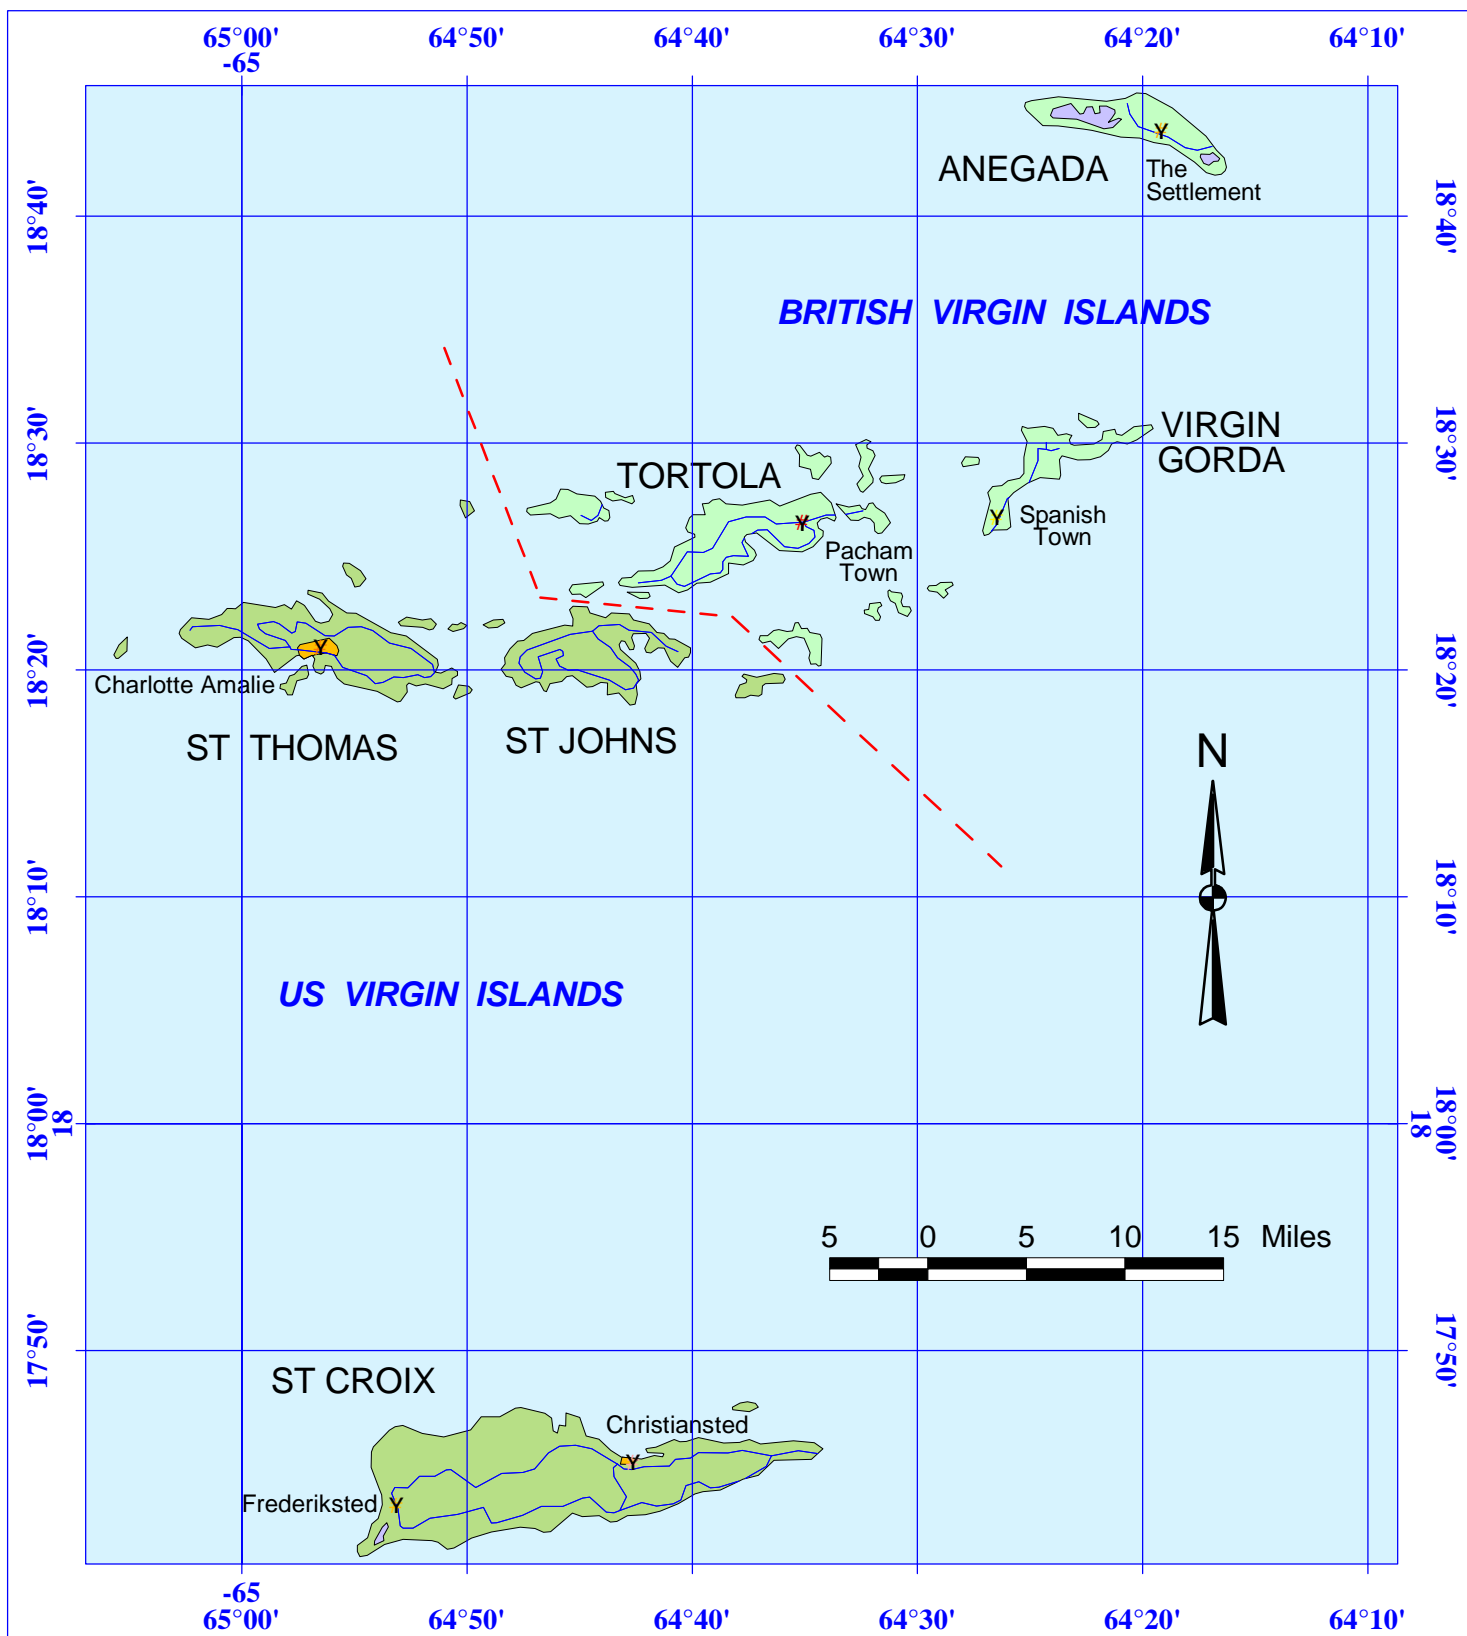 65°00' 64°50' 64°40' 64°30' 64°20' 64°10'
-65
ANEGADA
The
Settlement
18°40' 18°40'
BRITISH VIRGIN ISLANDS
18°30' 18°30'
VIRGIN
GORDA
TORTOLA
Spanish
Town
Pacham
Town
18°20' 18°20'
Charlotte Amalie
ST THOMAS
ST JOHNS
N
18°10' 18°10'
US VIRGIN ISLANDS
18°00' 18°00'
18 18
5 0 5 10 15 Miles
17°50' 17°50'
ST CROIX
Christiansted
Frederiksted
-65
65°00' 64°50' 64°40' 64°30' 64°20' 64°10'